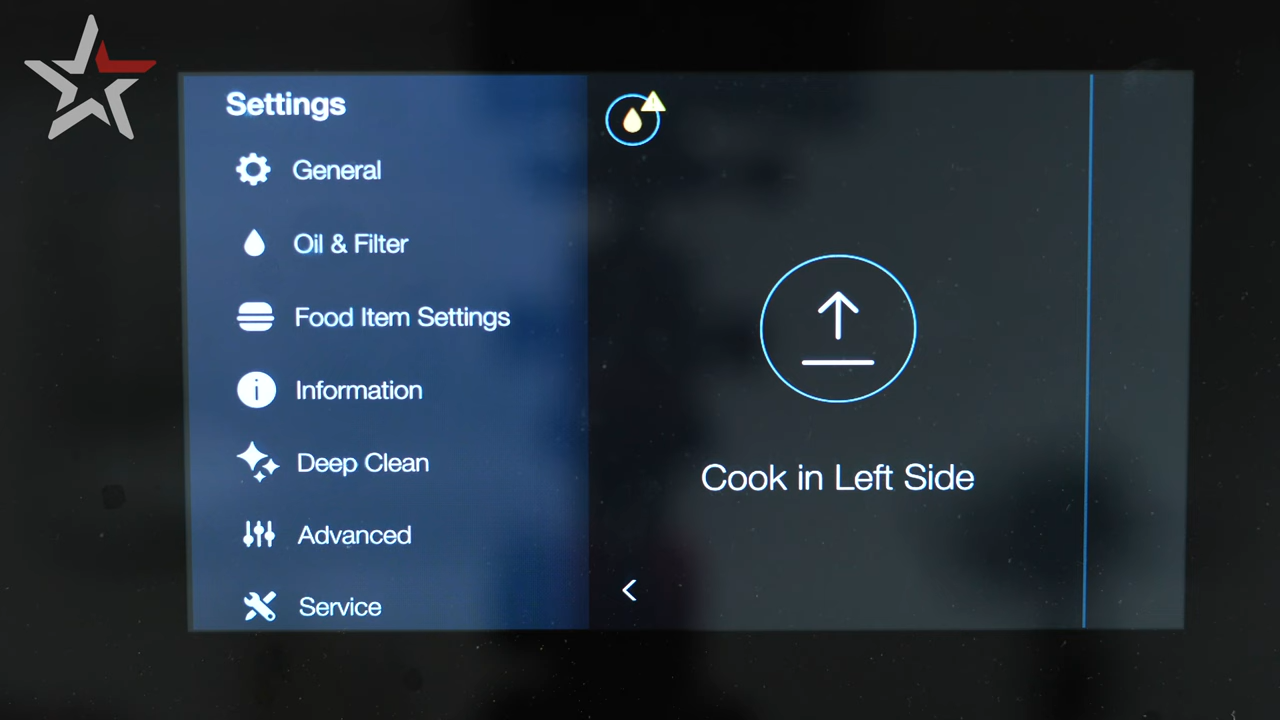 Settings
General
Oil & Filter
Food Item Settings
Information
Deep Clean
Advanced
Service
Cook in Left Side